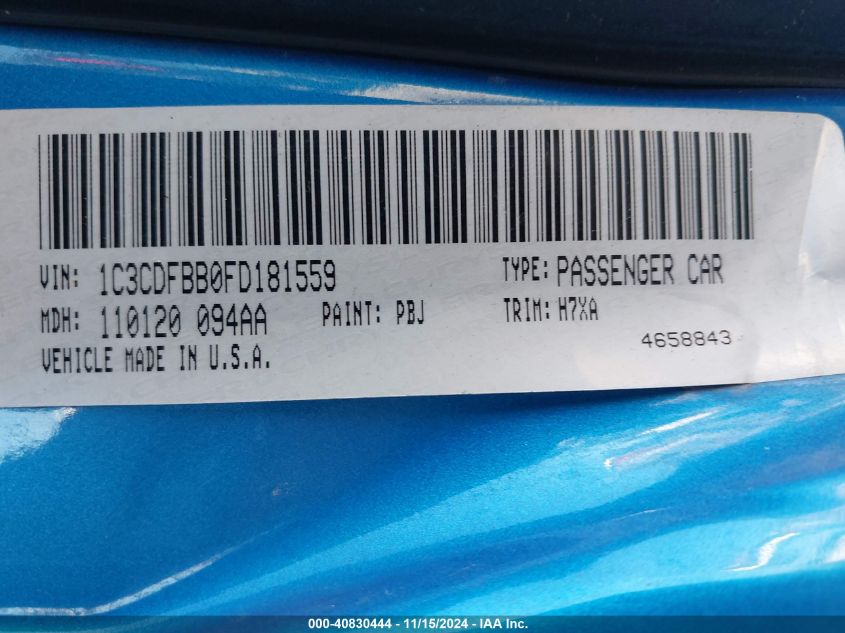 VIN: 1C3CDFBB0FD181559 TYPE: PASSENGER CAR
MDH: 110120 094AA PAINT: PBJ TRIM: H7XA
VEHICLE MADE IN U.S.A. 4658843
000-40830444 - 11/15/2024 - IAA Inc.